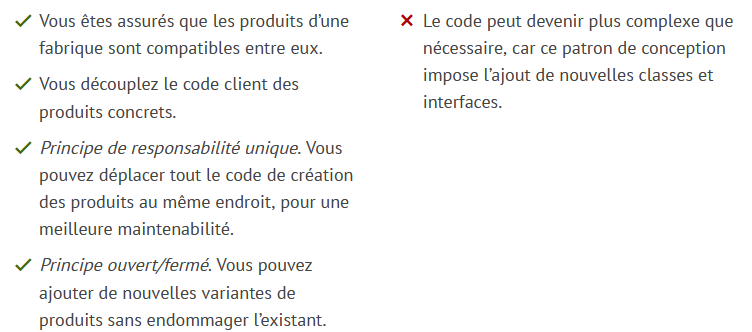 Vous êtes assurés que les produits d’une
fabrique sont compatibles entre eux.
Vous découplez le code client des
produits concrets.
Principe de responsabilité unique. Vous
pouvez déplacer tout le code de création
des produits au même endroit, pour une
meilleure maintenabilité.
Principe ouvert/fermé. Vous pouvez
ajouter de nouvelles variantes de
produits sans endommager l’existant.
Le code peut devenir plus complexe que
nécessaire, car ce patron de conception
impose l’ajout de nouvelles classes et
interfaces.